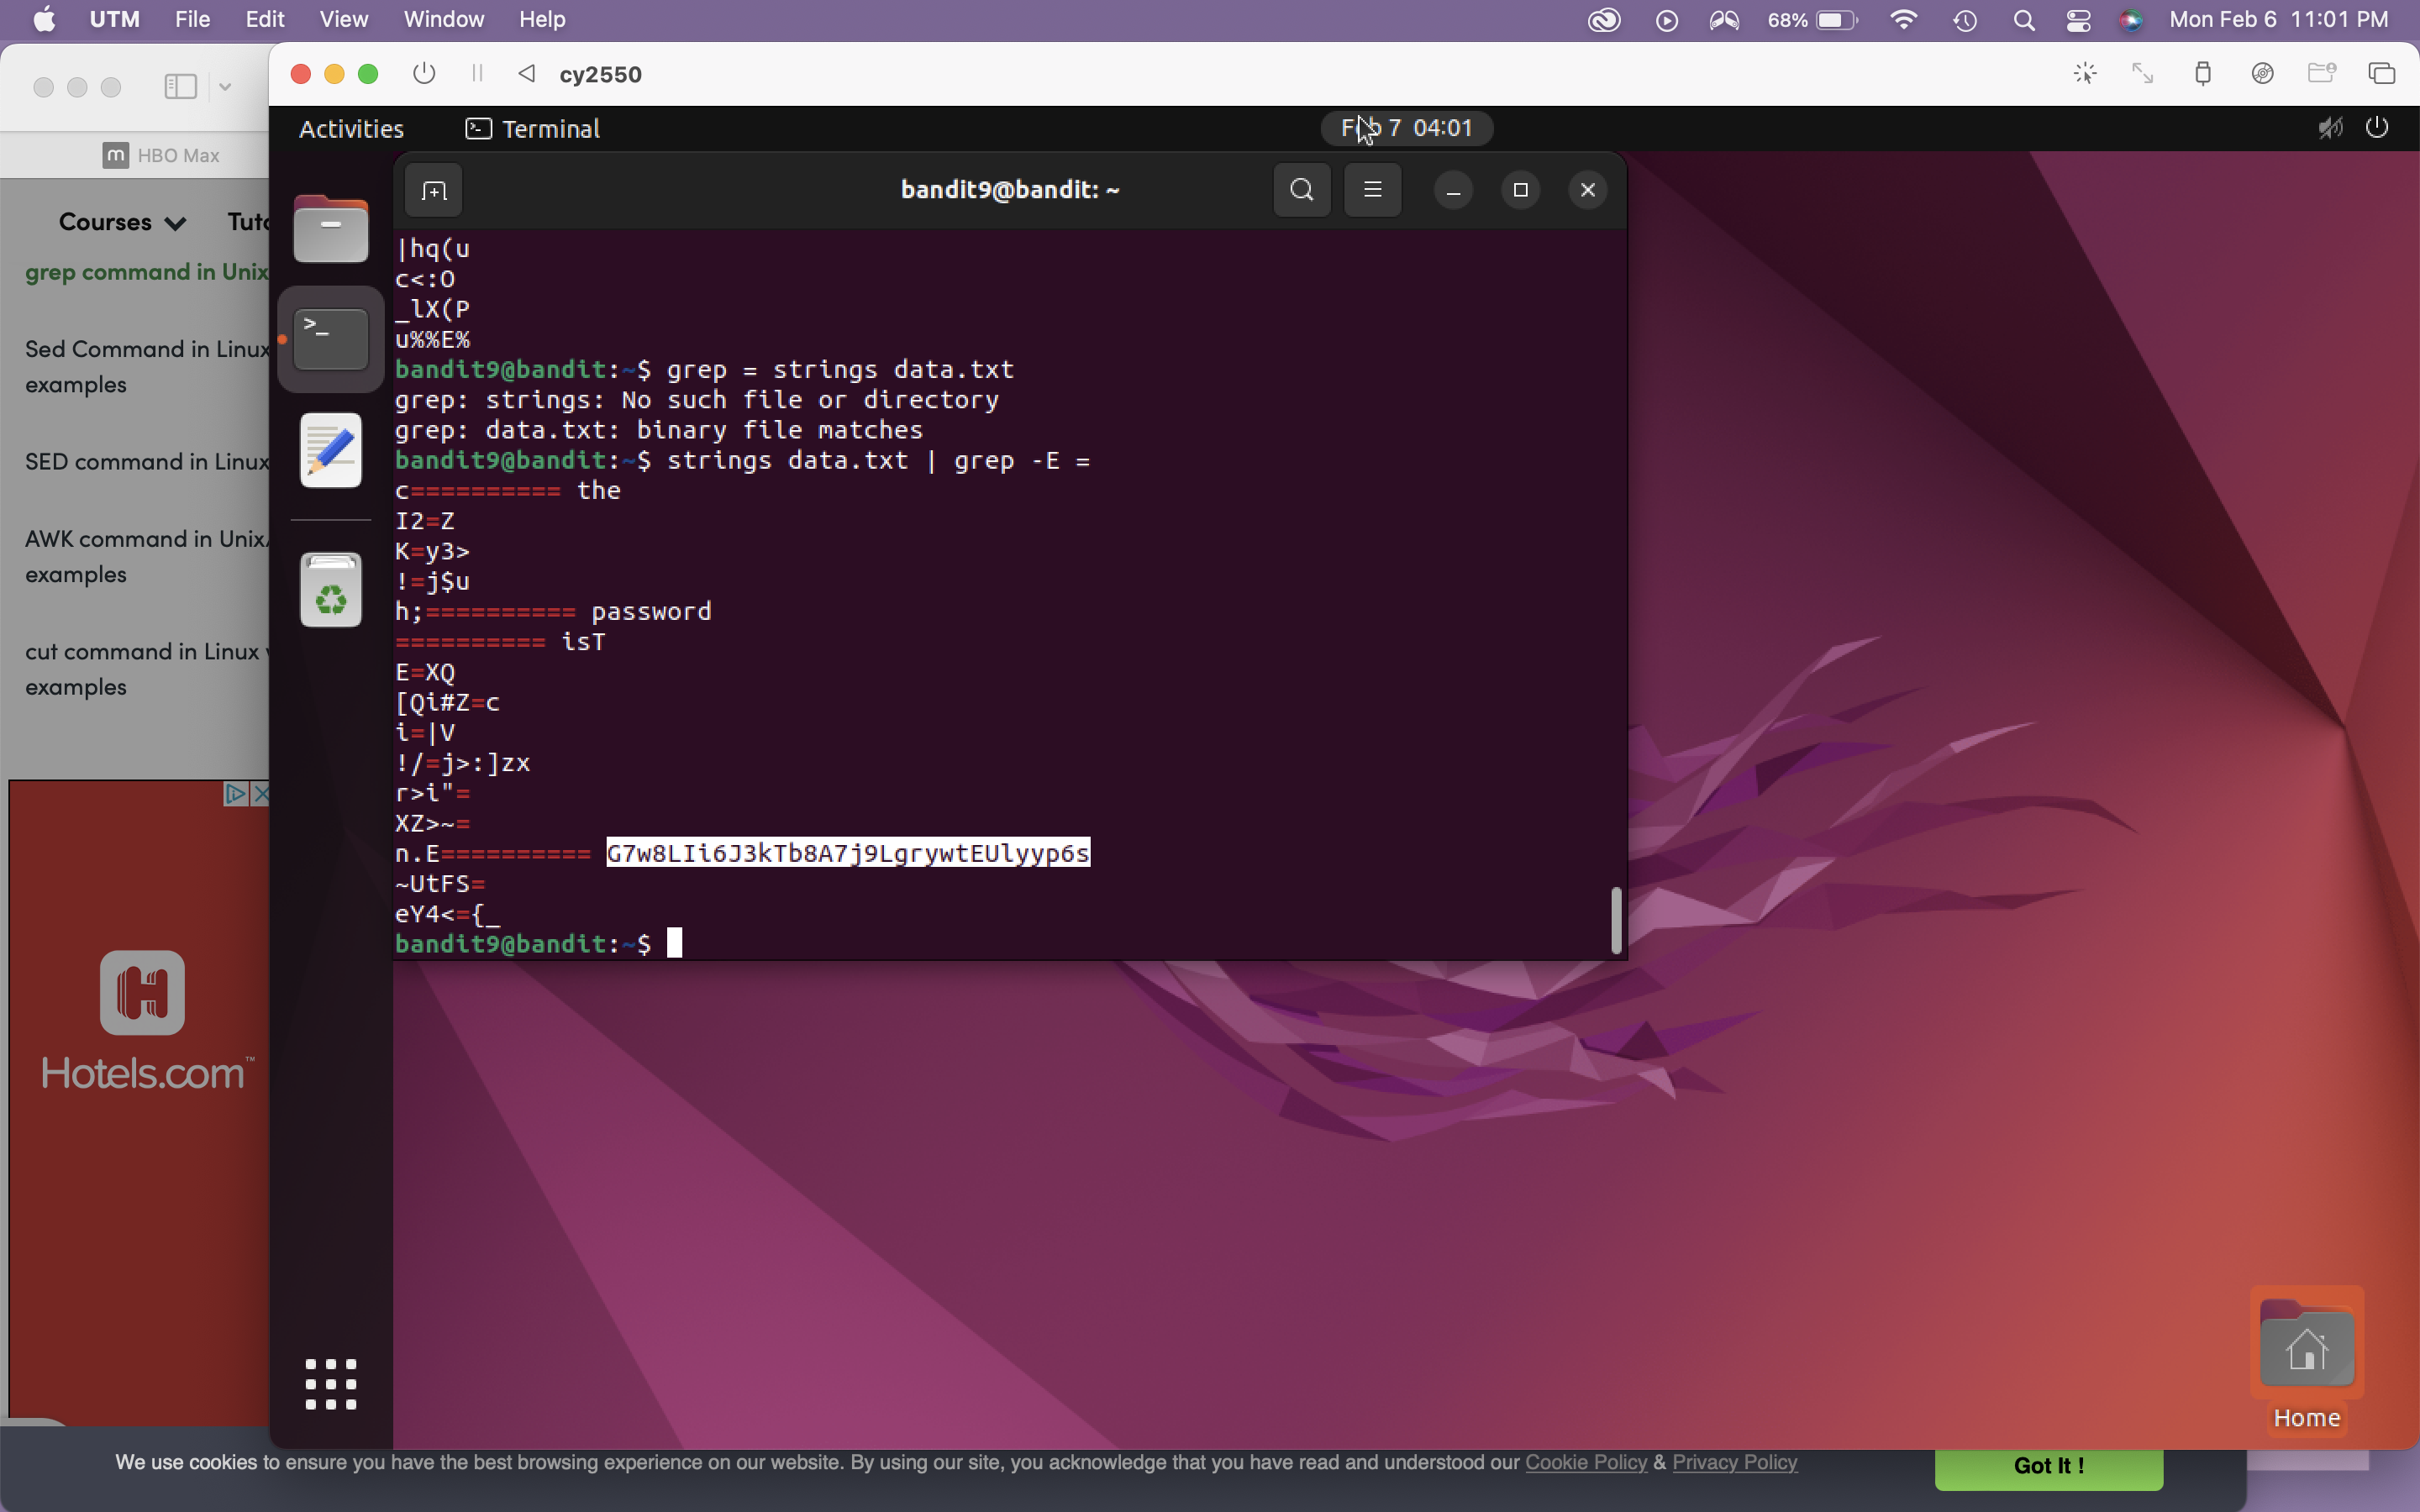 UTM File Edit View Window Help 68% Mon Feb 6 11:01 PM
cy2550
Activities Terminal Feb 7 04:01
m HBO Max
bandit9@bandit: ~
Courses
grep command in Unix
Sed Command in Linux
examples
SED command in Linux
AWK command in Unix/
examples
cut command in Linux
examples
|hq(u
c<:O
_lX(P
u%%E%
bandit9@bandit:~$ grep = strings data.txt
grep: strings: No such file or directory
grep: data.txt: binary file matches
bandit9@bandit:~$ strings data.txt | grep -E =
c========== the
I2=Z
K=y3>
!=j$u
h;========== password
========== isT
E=XQ
[Qi#Z=c
i=|V
!/=j>:]zx
r>i"=
XZ>~=
n.E========== G7w8LIi6J3kTb8A7j9LgrywtEUlyyp6s
~UtFS=
eY4<={_
bandit9@bandit:~$
Hotels.com™
Home
We use cookies to ensure you have the best browsing experience on our website. By using our site, you acknowledge that you have read and understood our Cookie Policy & Privacy Policy
Got It !